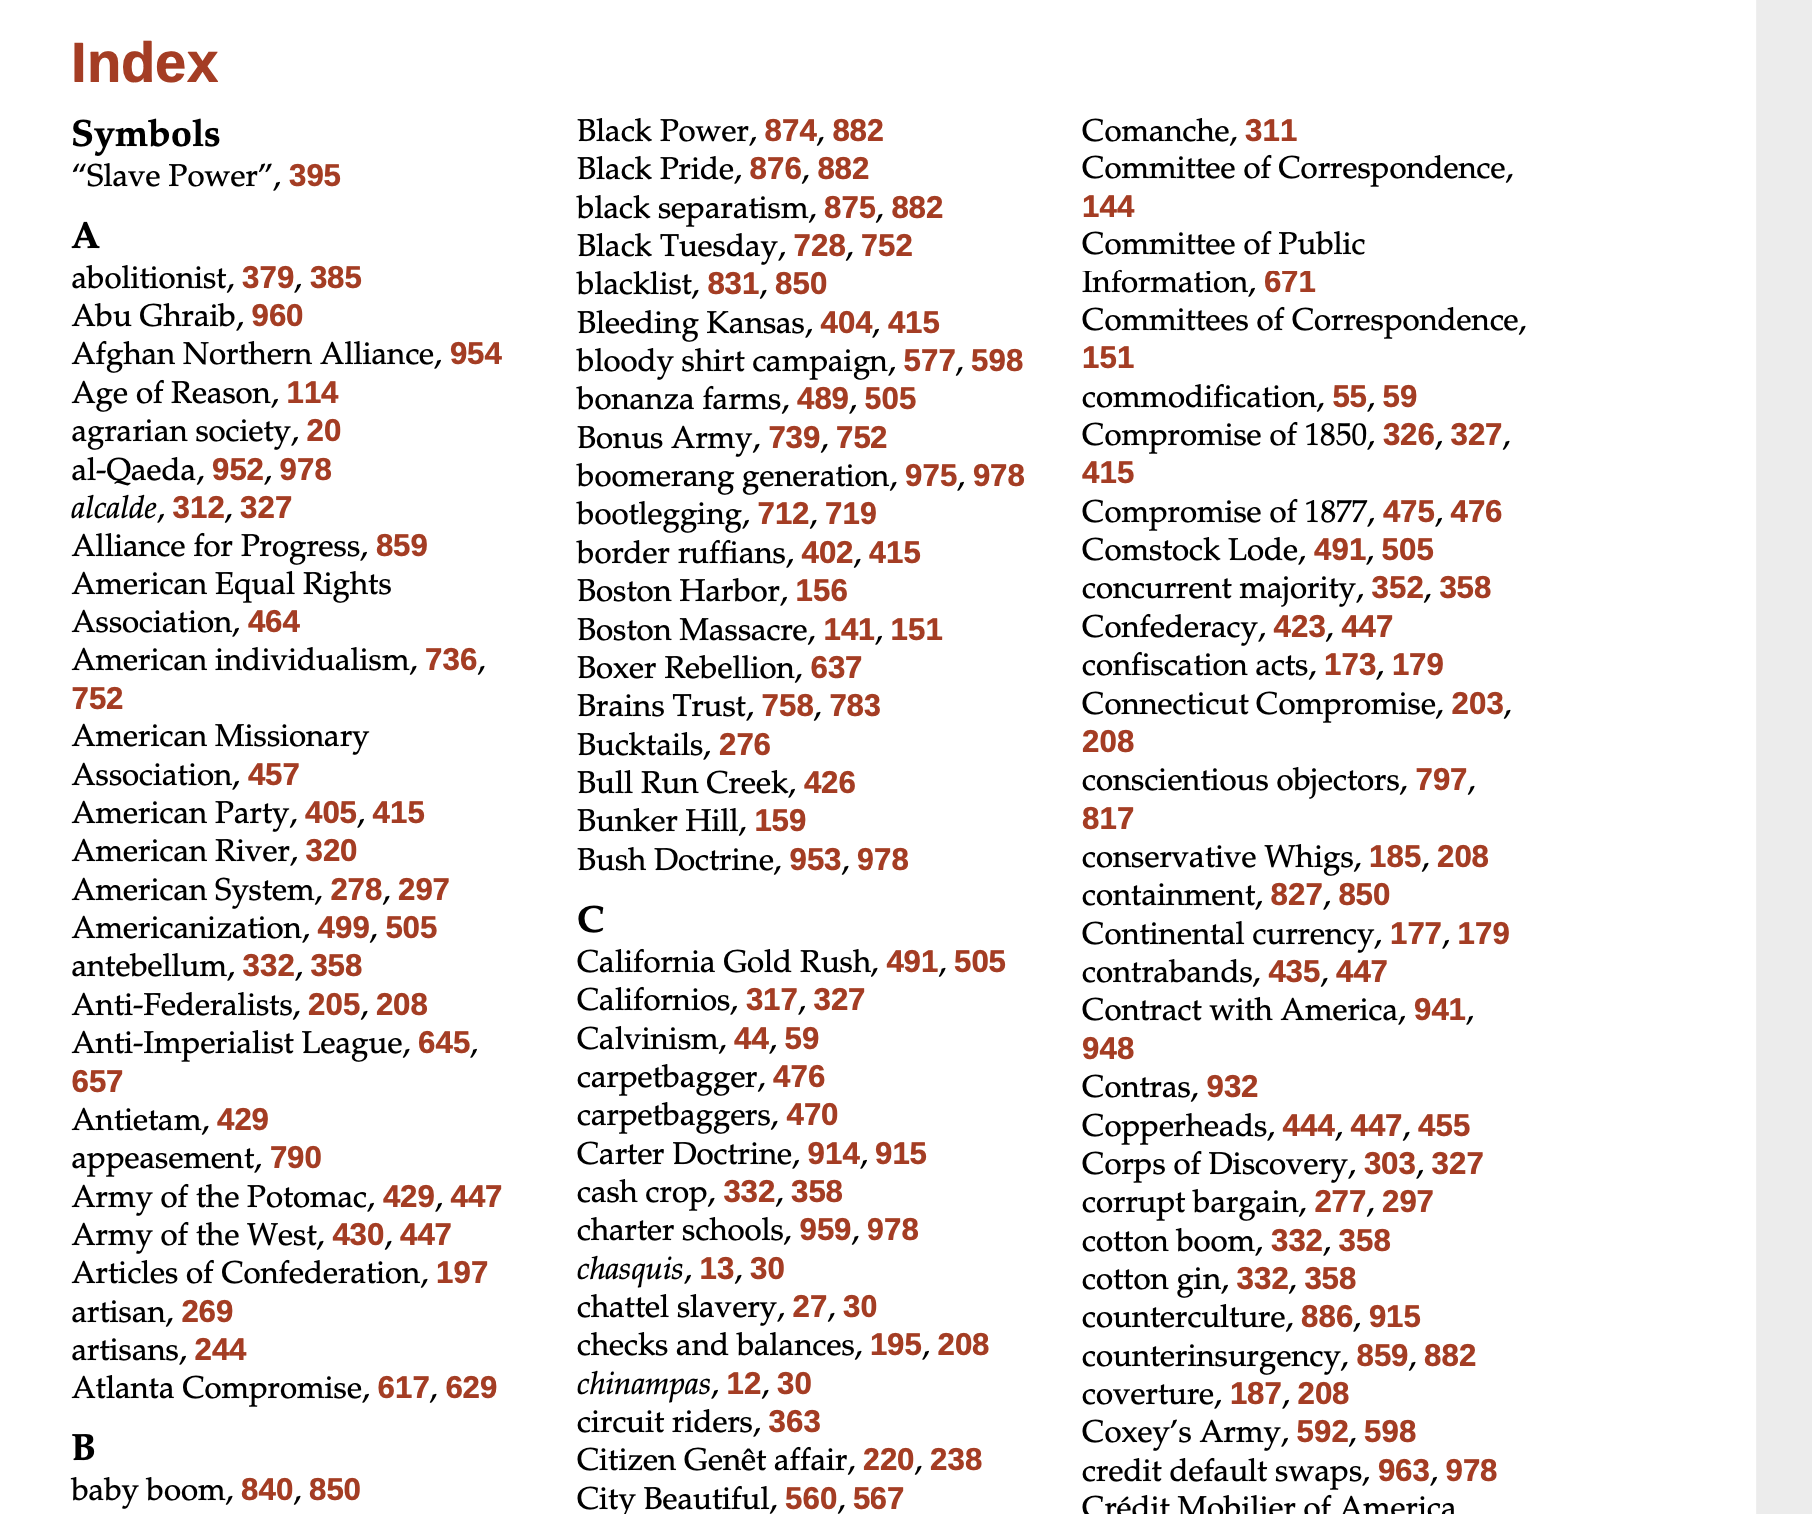 Index
Symbols
“Slave Power”, 395
A
abolitionist, 379, 385
Abu Ghraib, 960
Afghan Northern Alliance, 954
Age of Reason, 114
agrarian society, 20
al-Qaeda, 952, 978
alcalde, 312, 327
Alliance for Progress, 859
American Equal Rights
Association, 464
American individualism, 736,
752
American Missionary
Association, 457
American Party, 405, 415
American River, 320
American System, 278, 297
Americanization, 499, 505
antebellum, 332, 358
Anti-Federalists, 205, 208
Anti-Imperialist League, 645,
657
Antietam, 429
appeasement, 790
Army of the Potomac, 429, 447
Army of the West, 430, 447
Articles of Confederation, 197
artisan, 269
artisans, 244
Atlanta Compromise, 617, 629
B
baby boom, 840, 850
Black Power, 874, 882
Black Pride, 876, 882
black separatism, 875, 882
Black Tuesday, 728, 752
blacklist, 831, 850
Bleeding Kansas, 404, 415
bloody shirt campaign, 577, 598
bonanza farms, 489, 505
Bonus Army, 739, 752
boomerang generation, 975, 978
bootlegging, 712, 719
border ruffians, 402, 415
Boston Harbor, 156
Boston Massacre, 141, 151
Boxer Rebellion, 637
Brains Trust, 758, 783
Bucktails, 276
Bull Run Creek, 426
Bunker Hill, 159
Bush Doctrine, 953, 978
C
California Gold Rush, 491, 505
Californios, 317, 327
Calvinism, 44, 59
carpetbagger, 476
carpetbaggers, 470
Carter Doctrine, 914, 915
cash crop, 332, 358
charter schools, 959, 978
chasquis, 13, 30
chattel slavery, 27, 30
checks and balances, 195, 208
chinampas, 12, 30
circuit riders, 363
Citizen Genêt affair, 220, 238
City Beautiful, 560, 567
Comanche, 311
Committee of Correspondence,
144
Committee of Public
Information, 671
Committees of Correspondence,
151
commodification, 55, 59
Compromise of 1850, 326, 327,
415
Compromise of 1877, 475, 476
Comstock Lode, 491, 505
concurrent majority, 352, 358
Confederacy, 423, 447
confiscation acts, 173, 179
Connecticut Compromise, 203,
208
conscientious objectors, 797,
817
conservative Whigs, 185, 208
containment, 827, 850
Continental currency, 177, 179
contrabands, 435, 447
Contract with America, 941,
948
Contras, 932
Copperheads, 444, 447, 455
Corps of Discovery, 303, 327
corrupt bargain, 277, 297
cotton boom, 332, 358
cotton gin, 332, 358
counterculture, 886, 915
counterinsurgency, 859, 882
coverture, 187, 208
Coxey’s Army, 592, 598
credit default swaps, 963, 978
Crédit Mobilier of America